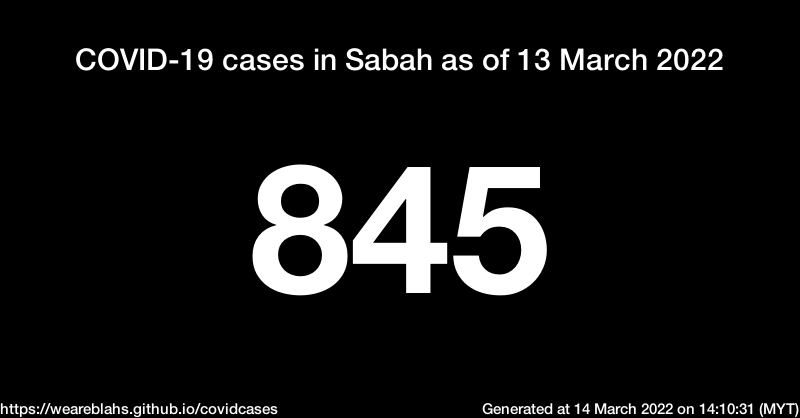 COVID-19 cases in Sabah as of 13 March 2022
845
https://weareblahs.github.io/covidcases
Generated at 14 March 2022 on 14:10:31 (MYT)